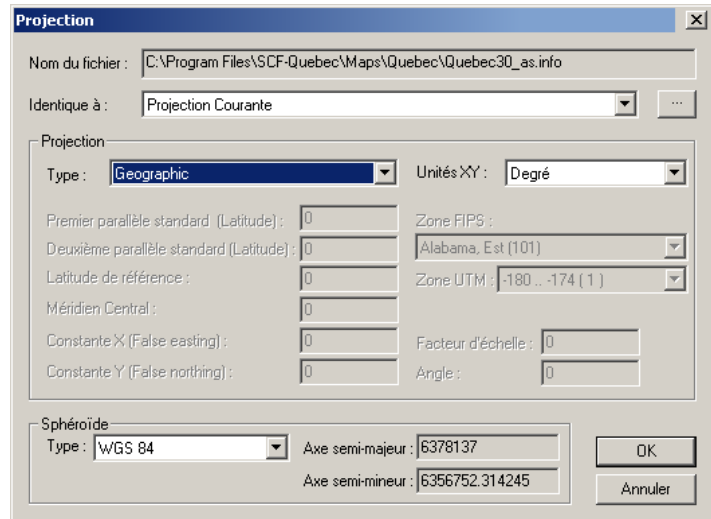 Projection
Nom du fichier : C:\Program Files\SCF-Quebec\Maps\Quebec\Quebec30_as.info
Identique à : Projection Courante ...
Projection
Type : Geographic Unités XY : Degré
Premier parallèle standard (Latitude) : 0 Zone FIPS :
Deuxième parallèle standard (Latitude) : 0 Alabama, Est (101)
Latitude de référence : 0 Zone UTM : -180 .. -174 ( 1 )
Méridien Central : 0
Constante X (False easting) : 0 Facteur d'échelle : 0
Constante Y (False northing) : 0 Angle : 0
Sphéroïde
Type : WGS 84 Axe semi-majeur : 6378137 OK
Axe semi-mineur : 6356752.314245 Annuler